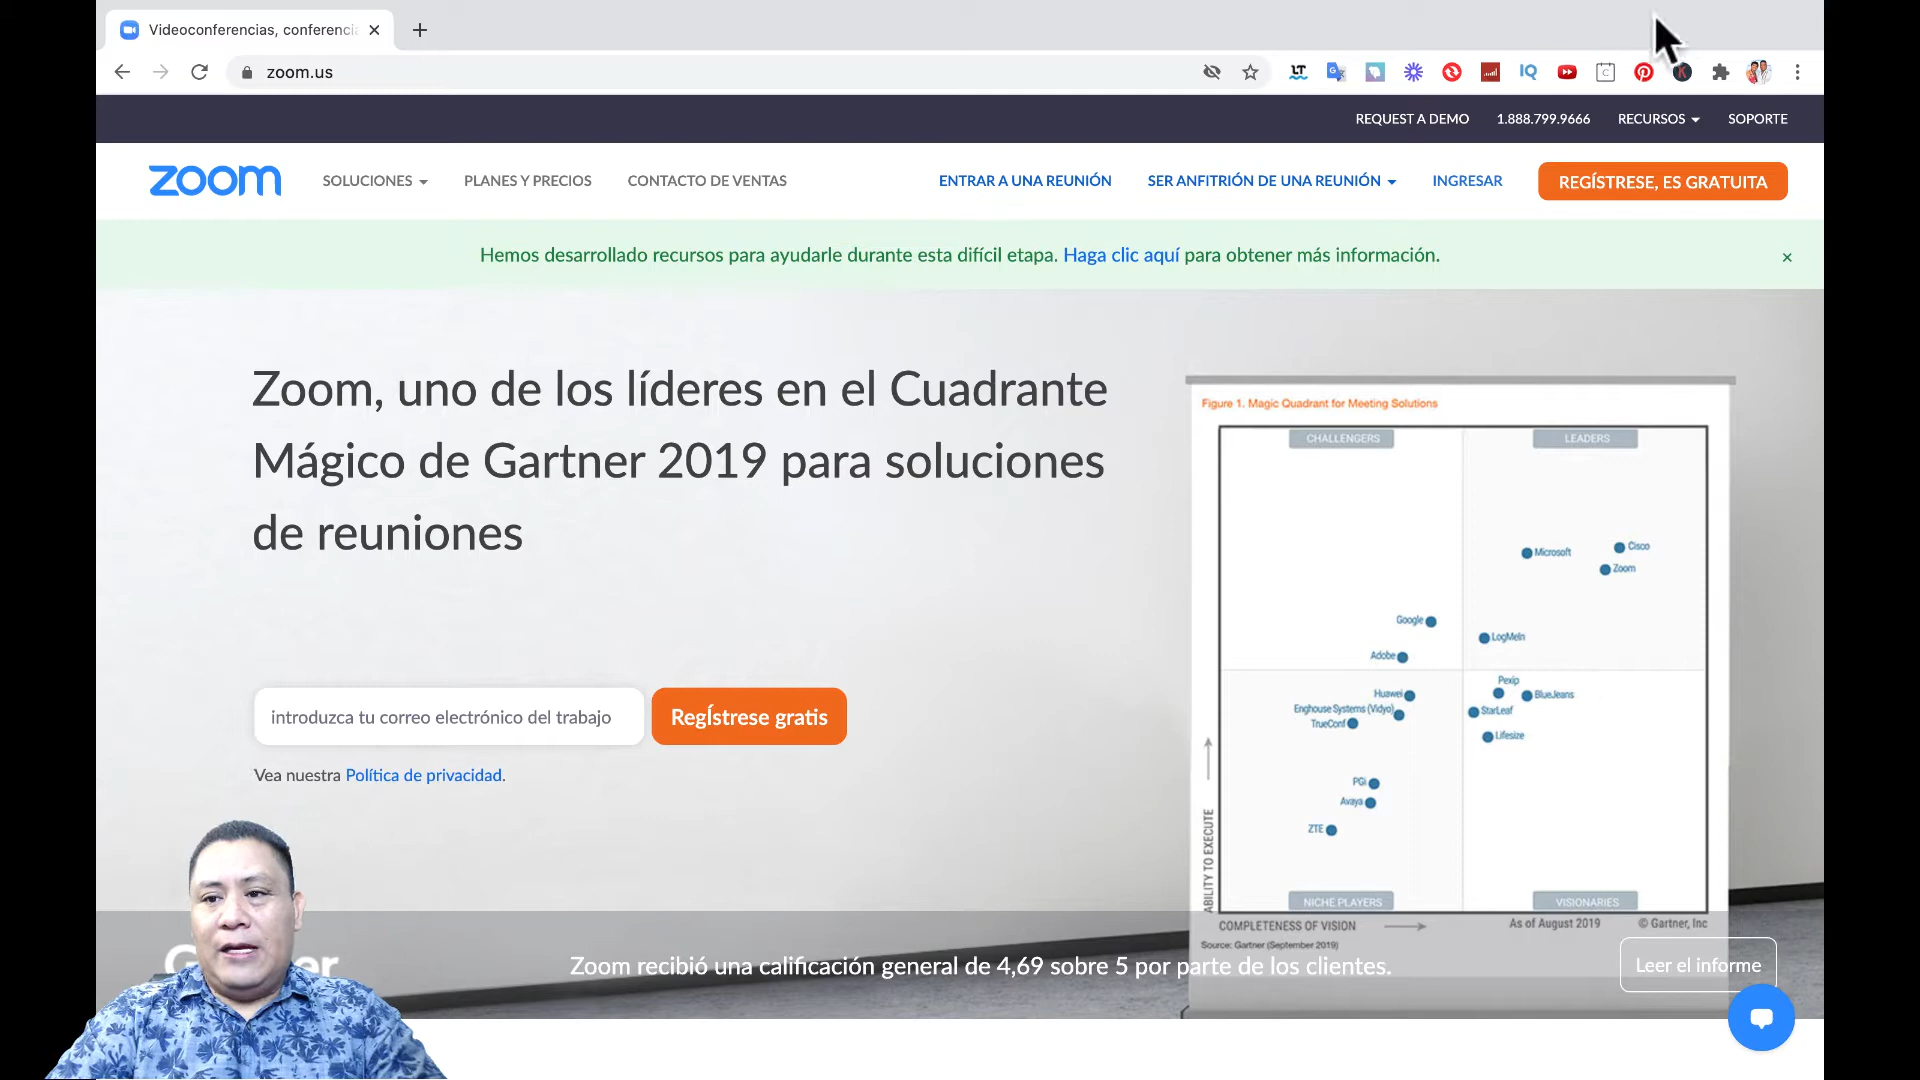 Videoconferencias, conferencia
zoom.us
REQUEST A DEMO 1.888.799.9666 RECURSOS SOPORTE
zoom SOLUCIONES PLANES Y PRECIOS CONTACTO DE VENTAS ENTRAR A UNA REUNIÓN SER ANFITRIÓN DE UNA REUNIÓN INGRESAR REGÍSTRESE, ES GRATUITA
Hemos desarrollado recursos para ayudarle durante esta difícil etapa. Haga clic aquí para obtener más información.
Zoom, uno de los líderes en el Cuadrante
Mágico de Gartner 2019 para soluciones
de reuniones
introduzca tu correo electrónico del trabajo
RegÍstrese gratis
Vea nuestra Política de privacidad.
Figure 1. Magic Quadrant for Meeting Solutions
CHALLENGERS LEADERS
Cisco
Microsoft
Zoom
Google
LogMeIn
Adobe
Pexip
Huawei
BlueJeans
Enghouse Systems (Vidyo)
StarLeaf
TrueConf
Lifesize
PGi
Avaya
ZTE
ABILITY TO EXECUTE
NICHE PLAYERS VISIONARIES
COMPLETENESS OF VISION As of August 2019 © Gartner, Inc
Source: Gartner (September 2019)
Zoom recibió una calificación general de 4,69 sobre 5 por parte de los clientes.
Leer el informe